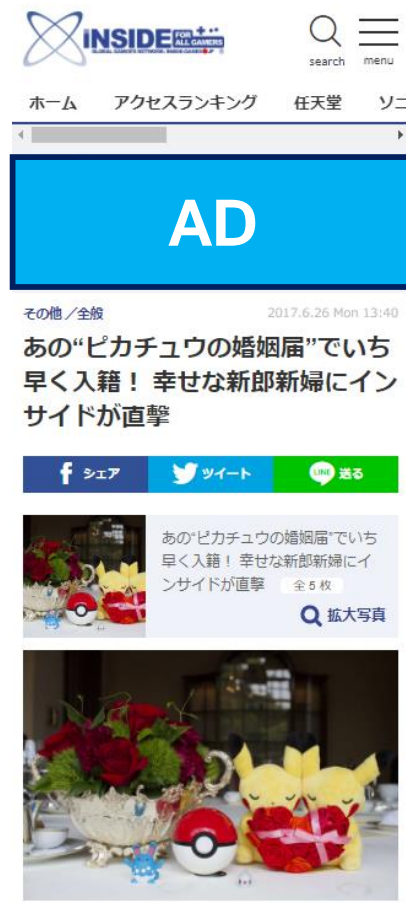 INSIDE FOR ALL GAMERS
search
menu
ホーム アクセスランキング 任天堂 ソニ
AD
その他／全般 2017.6.26 Mon 13:40
あの“ピカチュウの婚姻届”でいち
早く入籍！ 幸せな新郎新婦にイン
サイドが直撃
シェア ツイート LINE 送る
あの“ピカチュウの婚姻届”でいち
早く入籍！ 幸せな新郎新婦にイ
ンサイドが直撃 全 5 枚
拡大写真